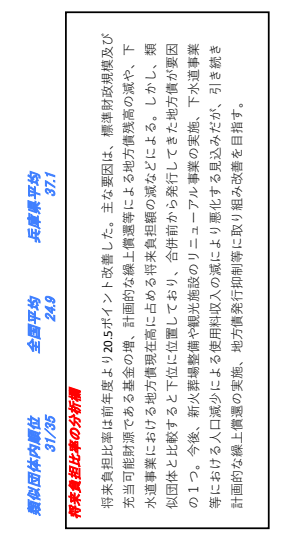 類似団体内順位 全国平均 兵庫県平均
31/35 24.9 37.1
将来負担比率の分析欄
将来負担比率は前年度より20.5ポイント改善した。主な要因は、標準財政規模及び
充当可能財源である基金の増、計画的な繰上償還等による地方債残高の減や、下
水道事業における地方債現在高に占める将来負担額の減などによる。しかし、類
似団体と比較すると下位に位置しており、合併前から発行してきた地方債が要因
の１つ。今後、新火葬場整備や観光施設のリニューアル事業の実施、下水道事業
等における人口減少による使用料収入の減により悪化する見込みだが、引き続き
計画的な繰上償還の実施、地方債発行抑制等に取り組み改善を目指す。